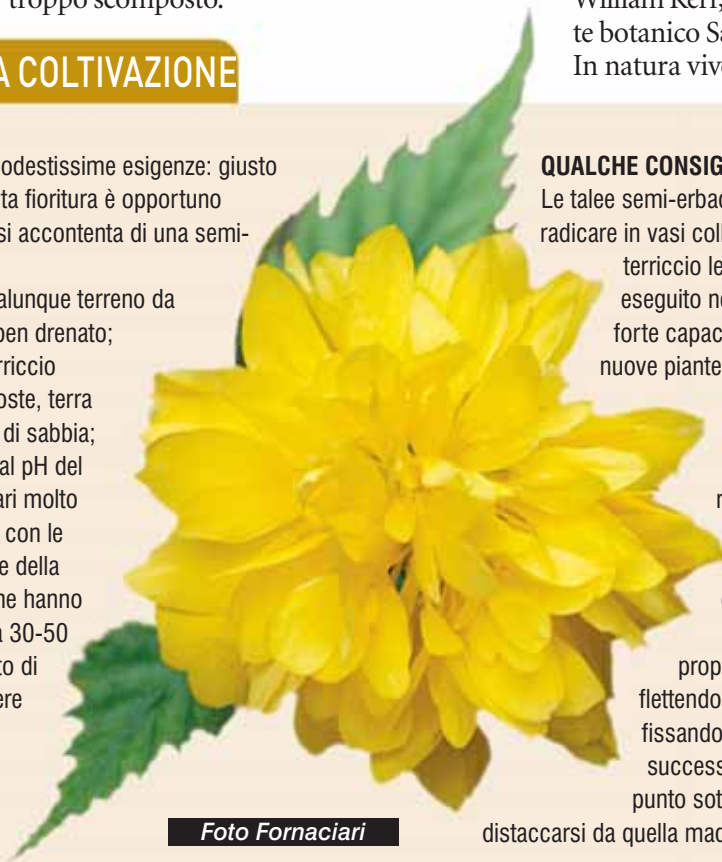 troppo scomposto.
A COLTIVAZIONE
odestissime esigenze: giusto
ta fioritura è opportuno
si accontenta di una semi-
alunque terreno da
ben drenato;
rriccio
oste, terra
di sabbia;
al pH del
ari molto
con le
e della
he hanno
a 30-50
to di
ere
Foto Fornaciari
William Kerr,
te botanico Sa
In natura vive
QUALCHE CONSIG
Le talee semi-erbac
radicare in vasi coll
terriccio le
eseguito ne
forte capac
nuove piante
prop
flettendo
fissando
success
punto sot
distaccarsi da quella mad